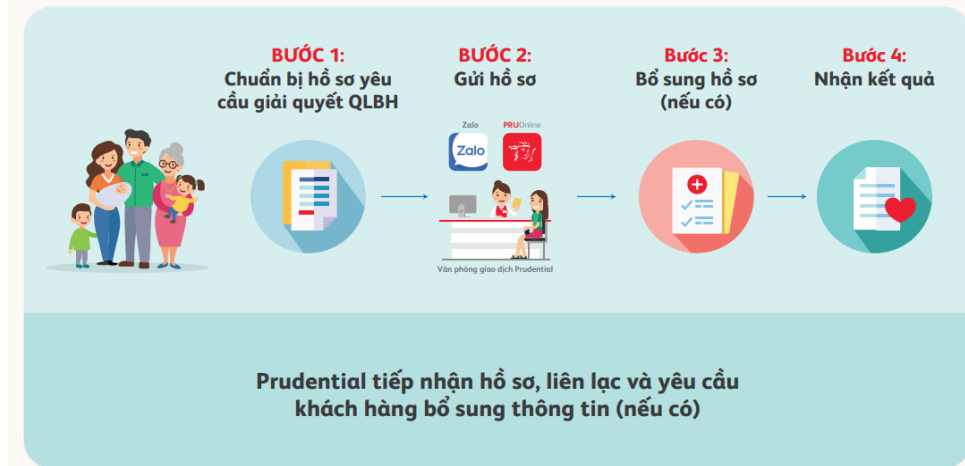 BƯỚC 1:
Chuẩn bị hồ sơ yêu
cầu giải quyết QLBH
BƯỚC 2:
Gửi hồ sơ
Zalo
PRUOnline
Zalo
Văn phòng giao dịch Prudential
Bước 3:
Bổ sung hồ sơ
(nếu có)
Bước 4:
Nhận kết quả
Prudential tiếp nhận hồ sơ, liên lạc và yêu cầu
khách hàng bổ sung thông tin (nếu có)